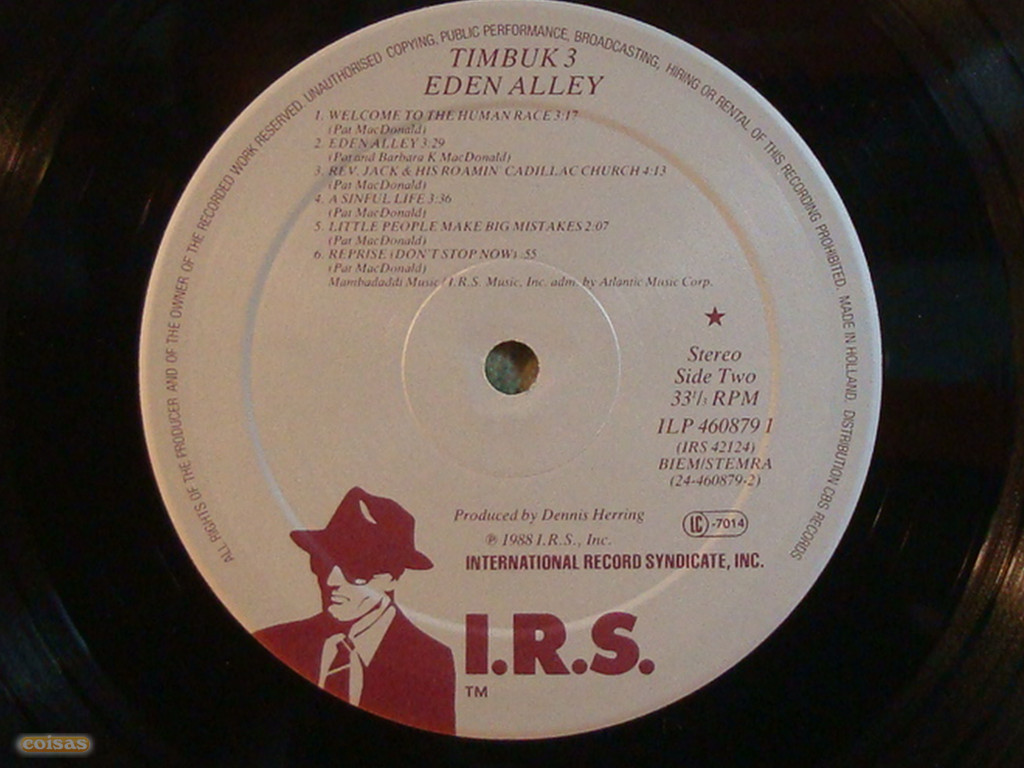 ALL RIGHTS OF THE PRODUCER AND OF THE OWNER OF THE RECORDED WORK RESERVED. UNAUTHORISED COPYING, PUBLIC PERFORMANCE, BROADCASTING, HIRING OR RENTAL OF THIS RECORDING PROHIBITED. MADE IN HOLLAND. DISTRIBUTION CBS RECORDS
TIMBUK 3
EDEN ALLEY
1. WELCOME TO THE HUMAN RACE 3:17
(Pat MacDonald)
2. EDEN ALLEY 3:29
(Pat and Barbara K MacDonald)
3. REV. JACK & HIS ROAMIN' CADILLAC CHURCH 4:13
(Pat MacDonald)
4. A SINFUL LIFE 3:36
(Pat MacDonald)
5. LITTLE PEOPLE MAKE BIG MISTAKES 2:07
(Pat MacDonald)
6. REPRISE (DON'T STOP NOW) :55
(Pat MacDonald)
Mambadaddi Music / I.R.S. Music, Inc. adm. by Atlantic Music Corp.
Stereo
Side Two
33⅓ RPM
ILP 460879 1
(IRS 42124)
BIEM/STEMRA
(24-460879-2)
Produced by Dennis Herring
LC -7014
℗ 1988 I.R.S., Inc.
INTERNATIONAL RECORD SYNDICATE, INC.
I.R.S.
TM
coisas